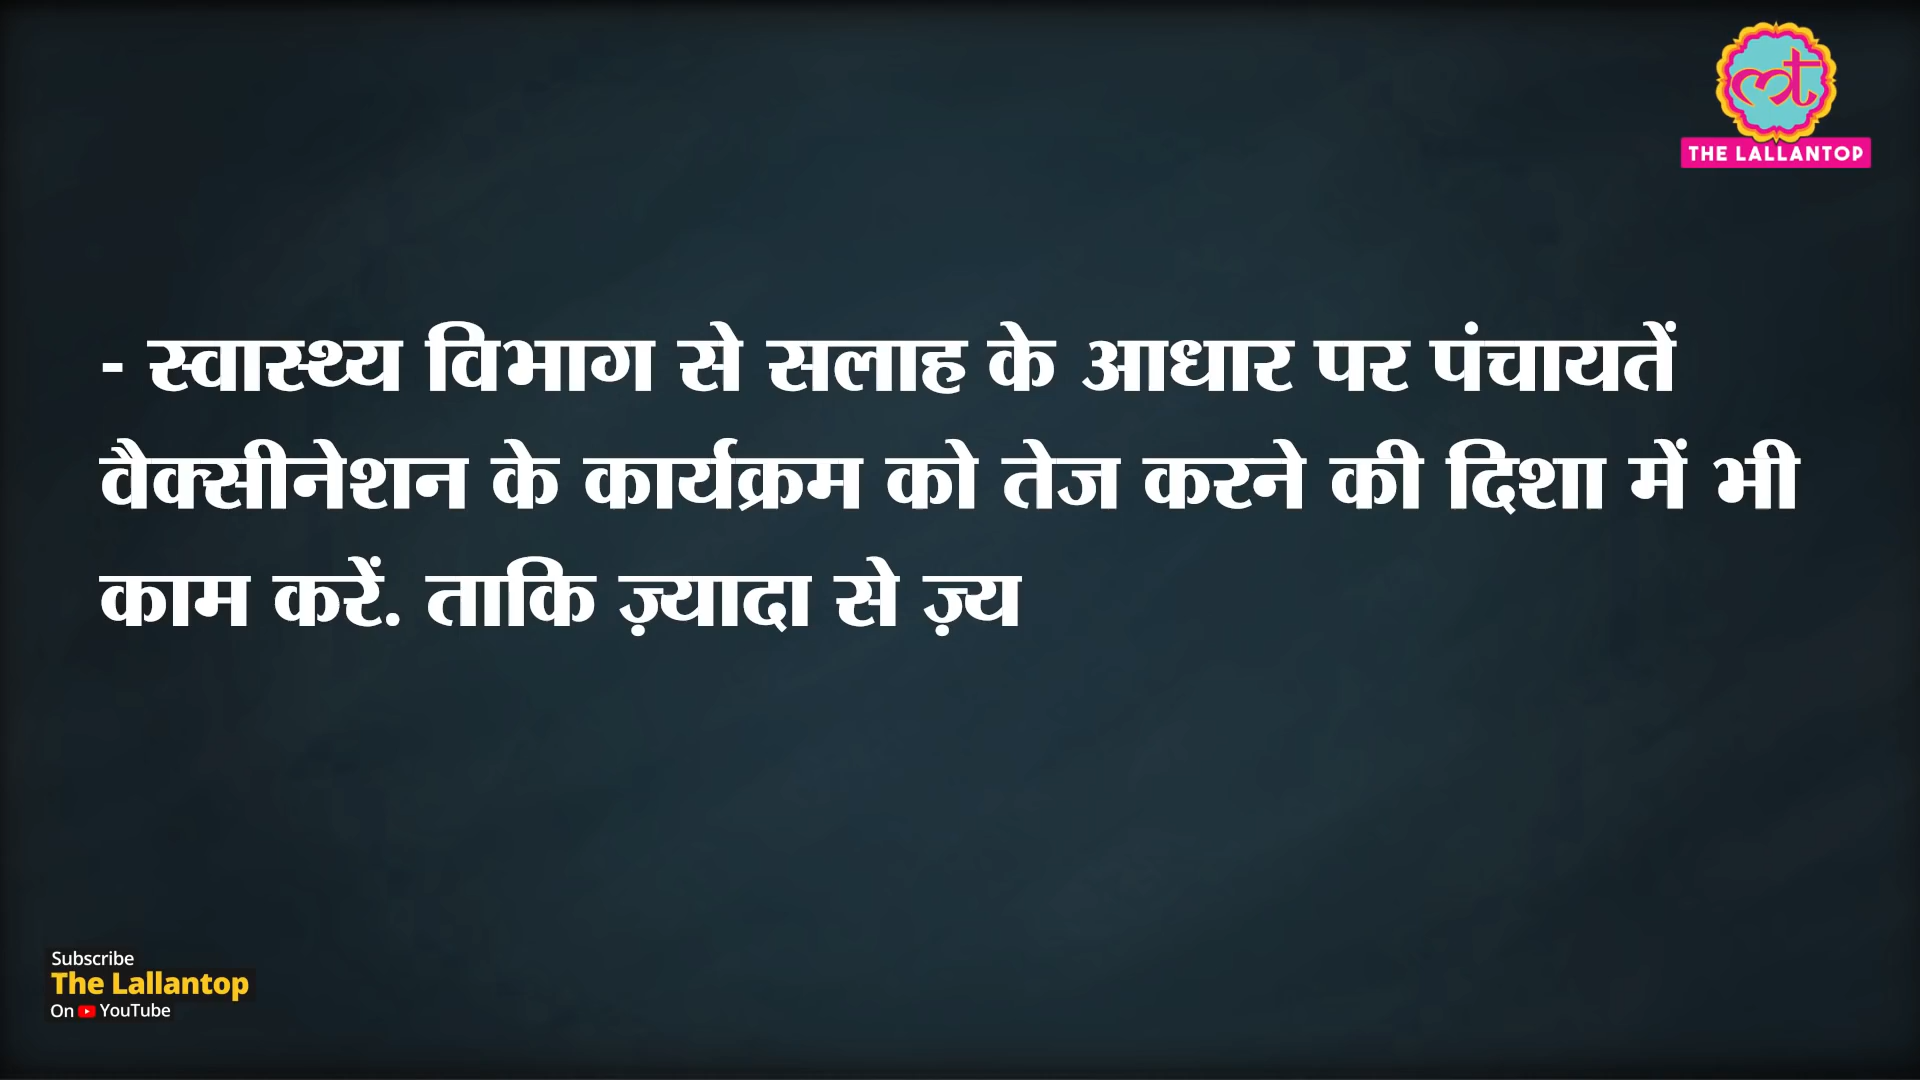 THE LALLANTOP
- स्वास्थ्य विभाग से सलाह के आधार पर पंचायतें
वैक्सीनेशन के कार्यक्रम को तेज करने की दिशा में भी
काम करें. ताकि ज़्यादा से ज़्य
Subscribe
The Lallantop
On YouTube